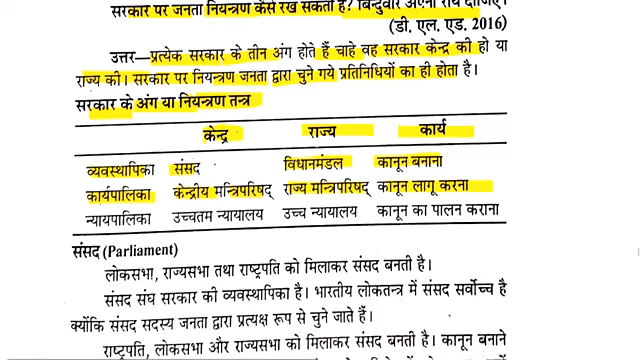 सरकार पर जनता नियन्त्रण कैसे रख सकती है? बिन्दुवार अपनी राय दीजिए।
(डी. एल. एड. 2016)
उत्तर—प्रत्येक सरकार के तीन अंग होते हैं चाहे वह सरकार केन्द्र की हो या
राज्य की। सरकार पर नियन्त्रण जनता द्वारा चुने गये प्रतिनिधियों का ही होता है।
सरकार के अंग या नियन्त्रण तन्त्र
केन्द्र राज्य कार्य
व्यवस्थापिका संसद विधानमंडल कानून बनाना
कार्यपालिका केन्द्रीय मन्त्रिपरिषद् राज्य मन्त्रिपरिषद् कानून लागू करना
न्यायपालिका उच्चतम न्यायालय उच्च न्यायालय कानून का पालन कराना
संसद (Parliament)
लोकसभा, राज्यसभा तथा राष्ट्रपति को मिलाकर संसद बनती है।
संसद संघ सरकार की व्यवस्थापिका है। भारतीय लोकतन्त्र में संसद सर्वोच्च है
क्योंकि संसद सदस्य जनता द्वारा प्रत्यक्ष रूप से चुने जाते हैं।
राष्ट्रपति, लोकसभा और राज्यसभा को मिलाकर संसद बनती है। कानून बनाने